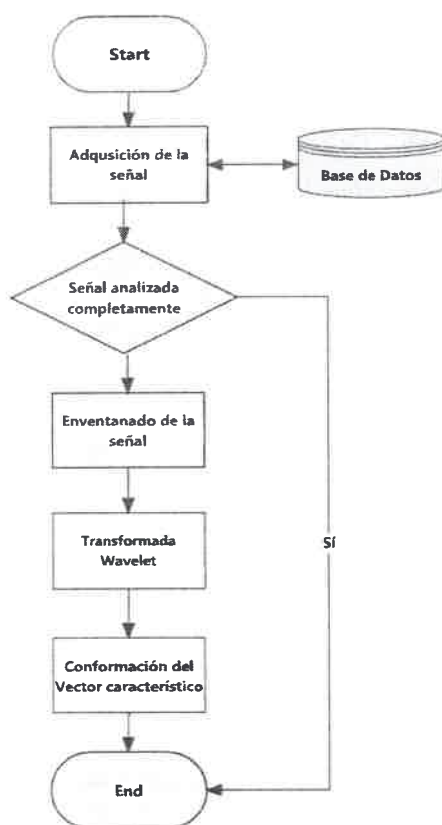 Start
Adqusición de la
señal
Base de Datos
Señal analizada
completamente
Enventanado de la
señal
Transformada
Wavelet
Sí
Conformación del
Vector característico
End